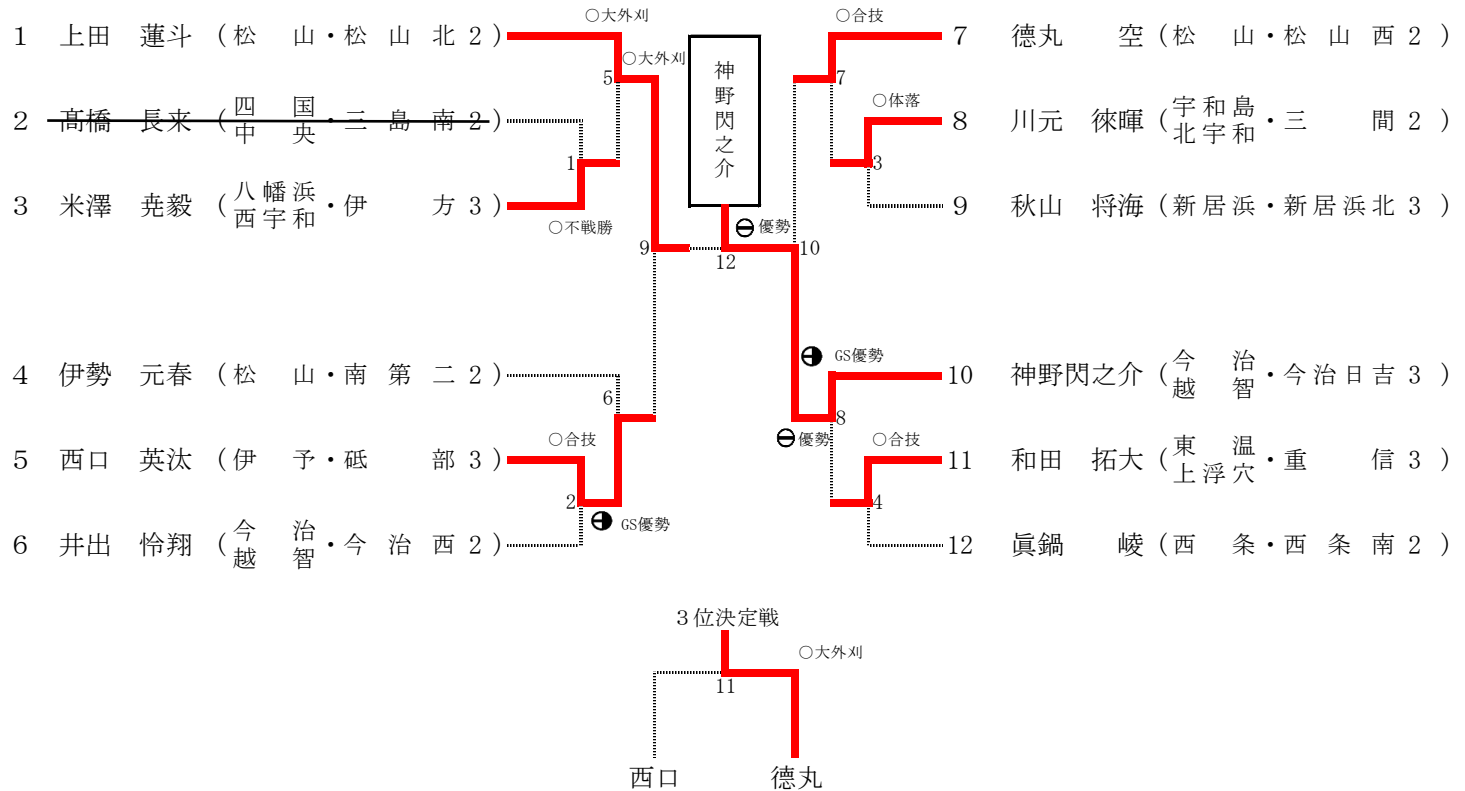 ○大外刈 ○合技
1 上田 蓮斗 (松 山・松 山 北 2) 7 德丸 空 (松 山・松 山 西 2)
○大外刈
5 7
神野閃之介
○体落
2 髙橋 長来 (四国中央・三 島 南 2) 8 川元 徠暉 (宇和島北宇和・三 間 2)
1 3
3 米澤 尭毅 (八幡浜西宇和・伊 方 3) 9 秋山 将海 (新居浜・新居浜北 3)
○不戦勝 優勢
9 12 10
GS優勢
4 伊勢 元春 (松 山・南 第 二 2) 10 神野閃之介 (今治越智・今治日吉 3)
6 8
○合技 優勢 ○合技
5 西口 英汰 (伊 予・砥 部 3) 11 和田 拓大 (東温上浮穴・重 信 3)
2 4
GS優勢
6 井出 怜翔 (今治越智・今 治 西 2) 12 眞鍋 崚 (西 条・西 条 南 2)
3位決定戦
○大外刈
11
西口 德丸